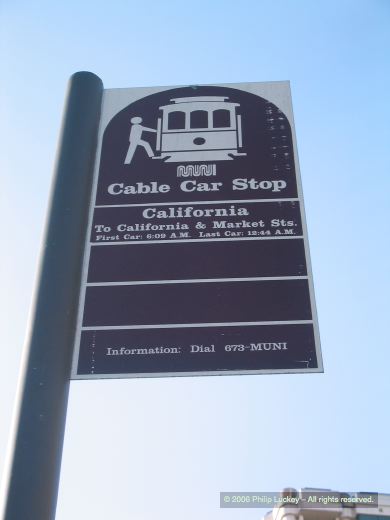 MUNI
Cable Car Stop
California
To California & Market Sts.
First Car: 6:09 A.M. Last Car: 12:44 A.M.
Information: Dial 673-MUNI
© 2006 Philip Luckey - All rights reserved.